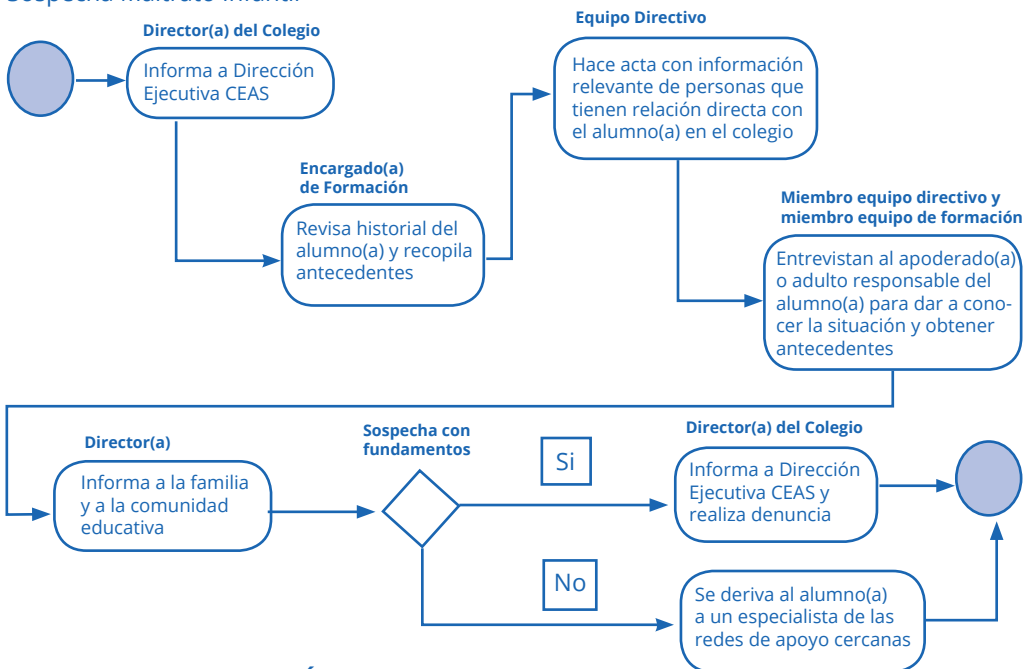 Sospecha maltrato infantil
Director(a) del Colegio
Informa a Dirección
Ejecutiva CEAS
Encargado(a)
de Formación
Revisa historial del
alumno(a) y recopila
antecedentes
Equipo Directivo
Hace acta con información
relevante de personas que
tienen relación directa con
el alumno(a) en el colegio
Miembro equipo directivo y
miembro equipo de formación
Entrevistan al apoderado(a)
o adulto responsable del
alumno(a) para dar a cono-
cer la situación y obtener
antecedentes
Director(a)
Informa a la familia
y a la comunidad
educativa
Sospecha con
fundamentos
Si
Director(a) del Colegio
Informa a Dirección
Ejecutiva CEAS y
realiza denuncia
No
Se deriva al alumno(a)
a un especialista de las
redes de apoyo cercanas